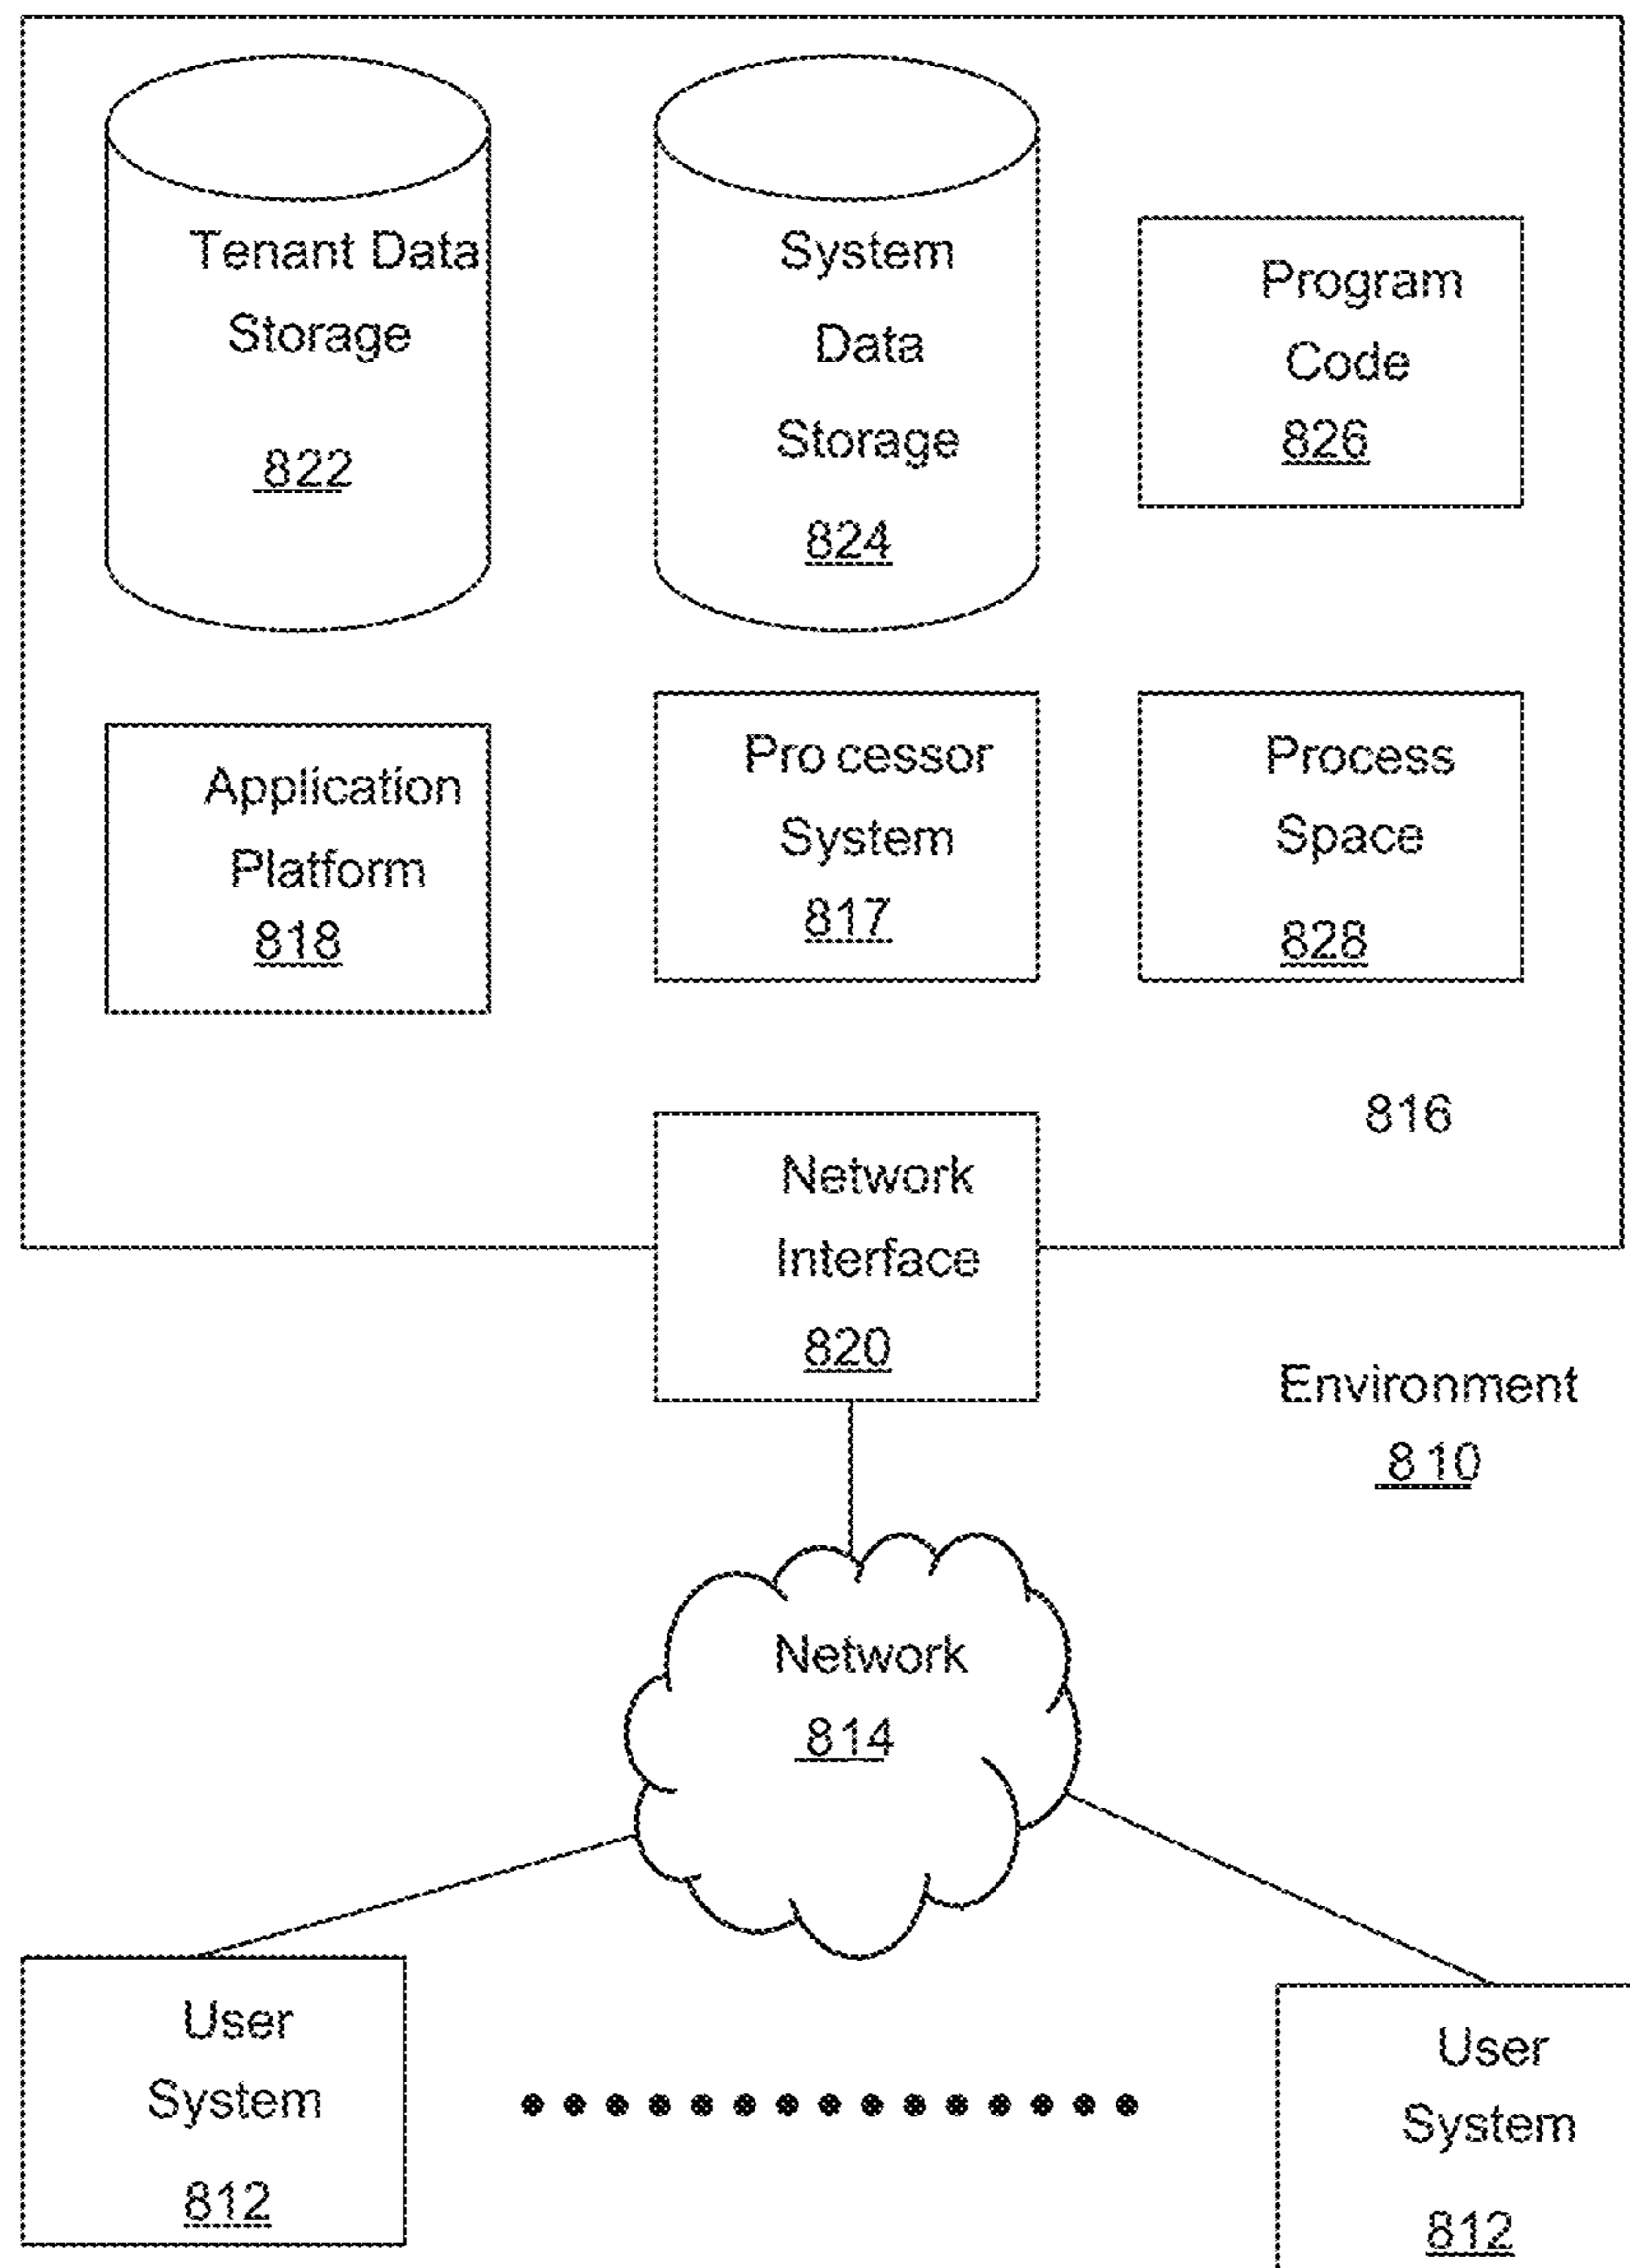 Tenant Data
Storage
822
System
Data
Storage
824
Program
Code
826
Application
Platform
818
Pro cessor
System
817
Process
Space
828
816
Network
Interface
820
Environment
8 10
Network
814
User
System
812
User
System
812